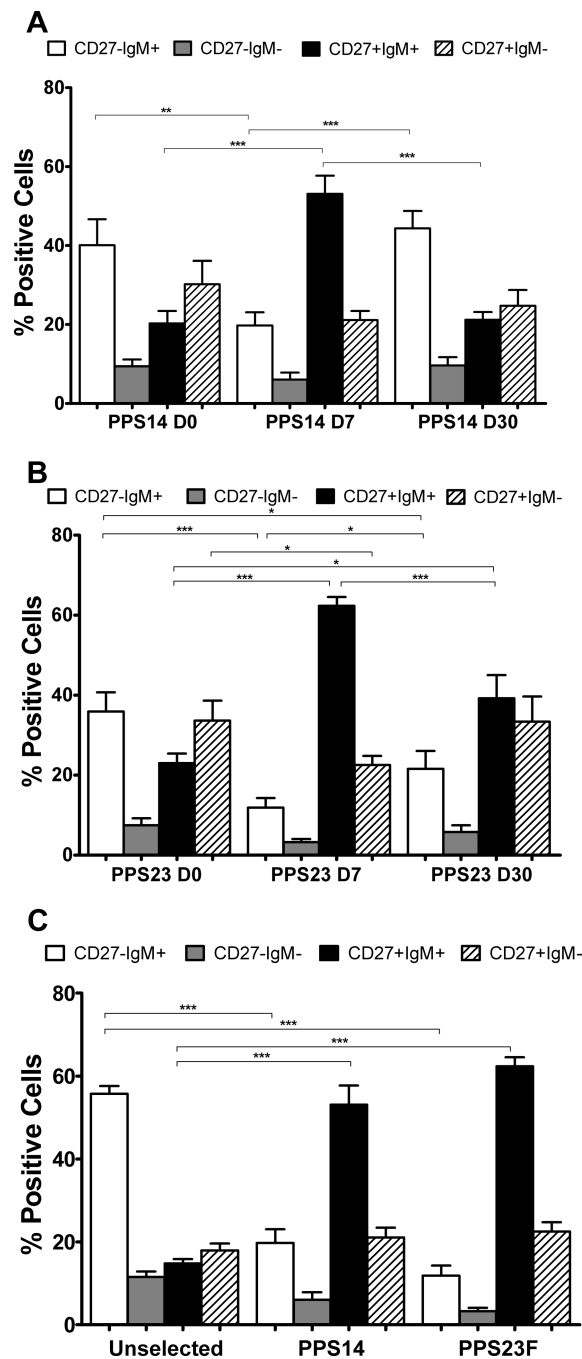 A
CD27-IgM+ CD27-IgM- CD27+IgM+ CD27+IgM-
80
60
40
20
0
% Positive Cells
**
***
***
***
PPS14 D0 PPS14 D7 PPS14 D30
B
CD27-IgM+ CD27-IgM- CD27+IgM+ CD27+IgM-
80
60
40
20
0
% Positive Cells
*
*** *
*
*
*** ***
PPS23 D0 PPS23 D7 PPS23 D30
C
CD27-IgM+ CD27-IgM- CD27+IgM+ CD27+IgM-
80
60
40
20
0
% Positive Cells
***
***
***
***
Unselected PPS14 PPS23F